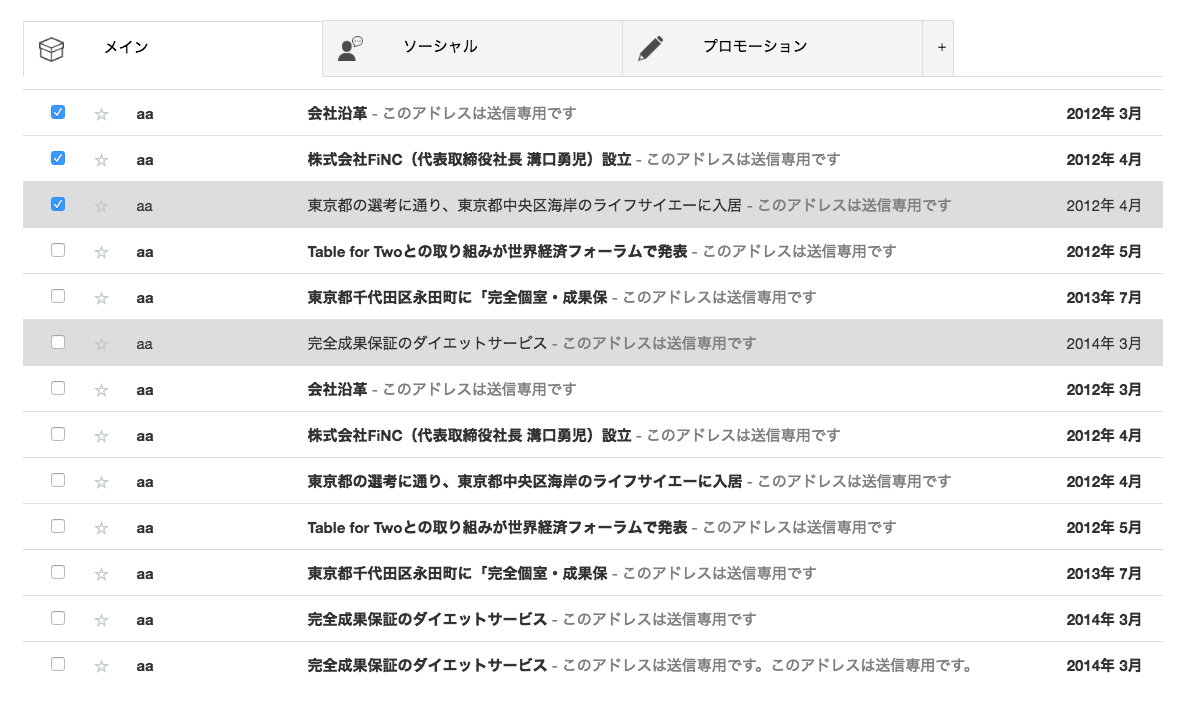 メイン ソーシャル プロモーション +
☆ aa 会社沿革 - このアドレスは送信専用です 2012年 3月
☆ aa 株式会社FiNC（代表取締役社長 溝口勇児）設立 - このアドレスは送信専用です 2012年 4月
☆ aa 東京都の選考に通り、東京都中央区海岸のライフサイエーに入居 - このアドレスは送信専用です 2012年 4月
☆ aa Table for Twoとの取り組みが世界経済フォーラムで発表 - このアドレスは送信専用です 2012年 5月
☆ aa 東京都千代田区永田町に「完全個室・成果保 - このアドレスは送信専用です 2013年 7月
☆ aa 完全成果保証のダイエットサービス - このアドレスは送信専用です 2014年 3月
☆ aa 会社沿革 - このアドレスは送信専用です 2012年 3月
☆ aa 株式会社FiNC（代表取締役社長 溝口勇児）設立 - このアドレスは送信専用です 2012年 4月
☆ aa 東京都の選考に通り、東京都中央区海岸のライフサイエーに入居 - このアドレスは送信専用です 2012年 4月
☆ aa Table for Twoとの取り組みが世界経済フォーラムで発表 - このアドレスは送信専用です 2012年 5月
☆ aa 東京都千代田区永田町に「完全個室・成果保 - このアドレスは送信専用です 2013年 7月
☆ aa 完全成果保証のダイエットサービス - このアドレスは送信専用です 2014年 3月
☆ aa 完全成果保証のダイエットサービス - このアドレスは送信専用です。このアドレスは送信専用です。 2014年 3月